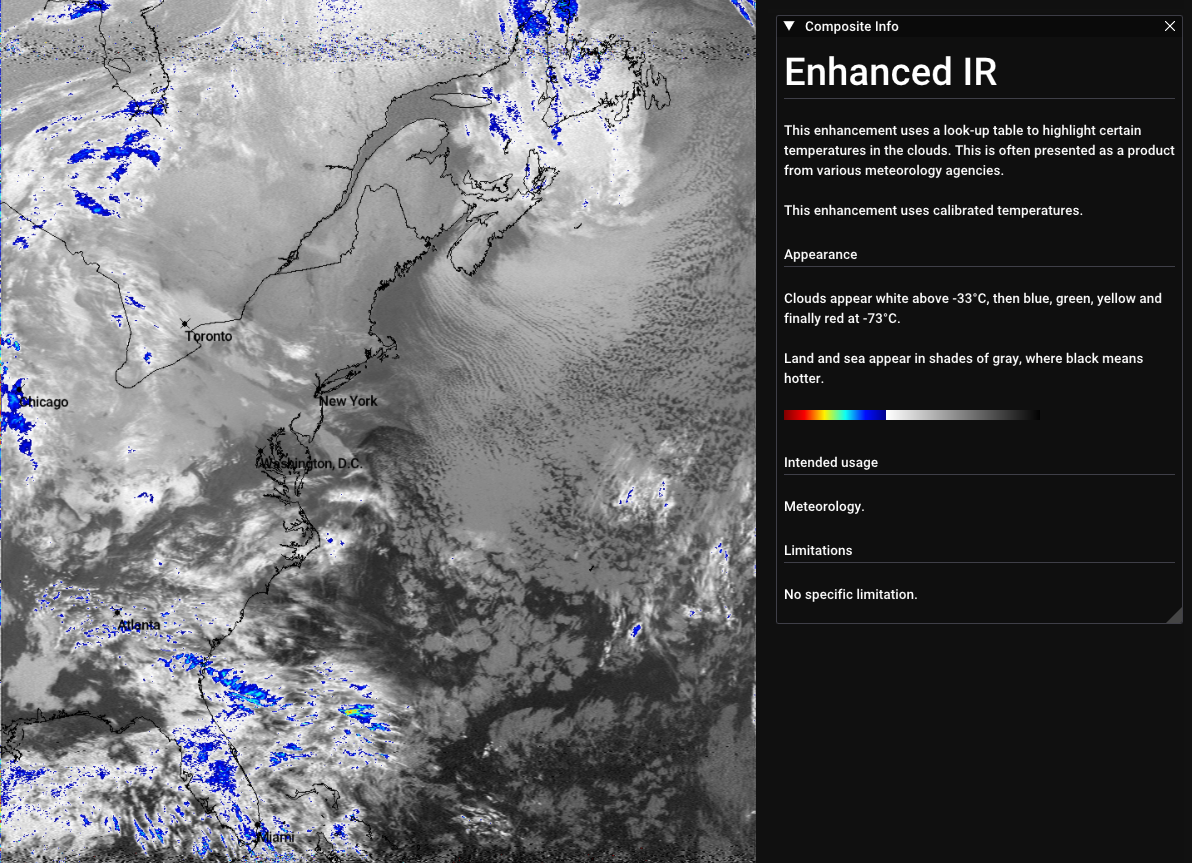 Toronto
Chicago
New York
Washington, D.C.
Atlanta
Miami
Composite Info
Enhanced IR
This enhancement uses a look-up table to highlight certain
temperatures in the clouds. This is often presented as a product
from various meteorology agencies.
This enhancement uses calibrated temperatures.
Appearance
Clouds appear white above -33°C, then blue, green, yellow and
finally red at -73°C.
Land and sea appear in shades of gray, where black means
hotter.
Intended usage
Meteorology.
Limitations
No specific limitation.